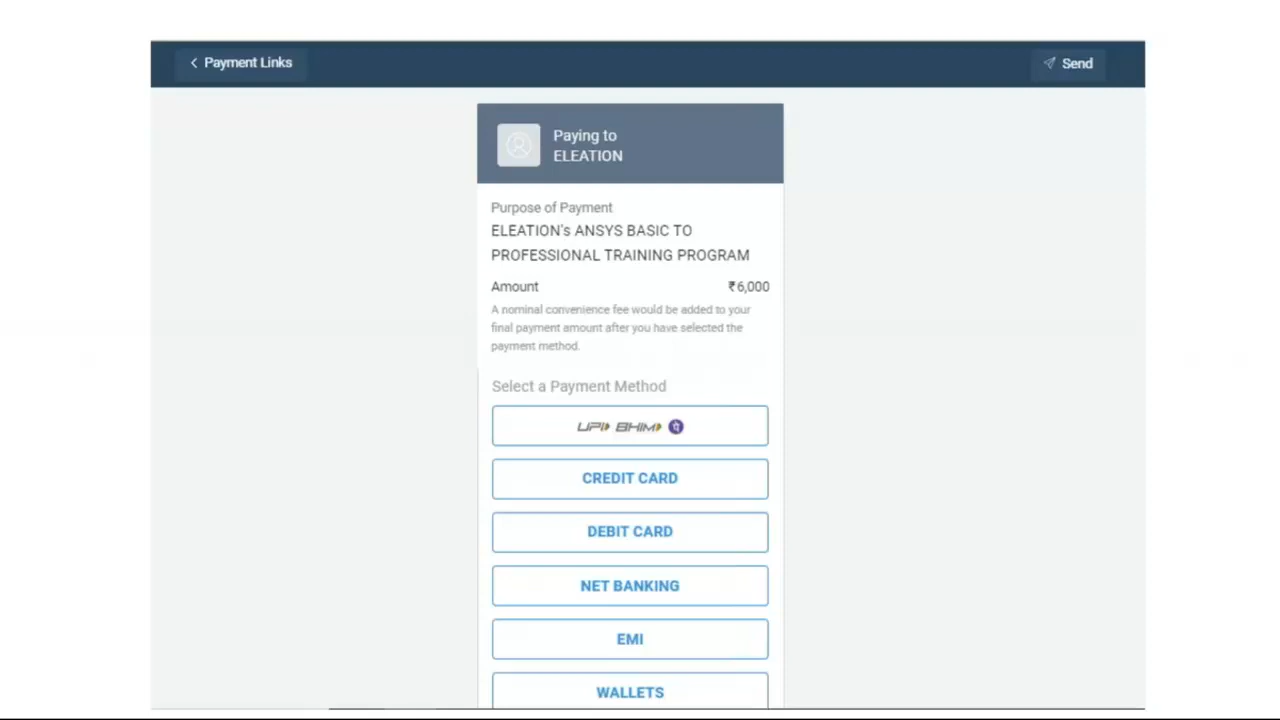 Payment Links
Send
Paying to
ELEATION
Purpose of Payment
ELEATION's ANSYS BASIC TO
PROFESSIONAL TRAINING PROGRAM
Amount ₹6,000
A nominal convenience fee would be added to your
final payment amount after you have selected the
payment method.
Select a Payment Method
UPI BHIM
CREDIT CARD
DEBIT CARD
NET BANKING
EMI
WALLETS